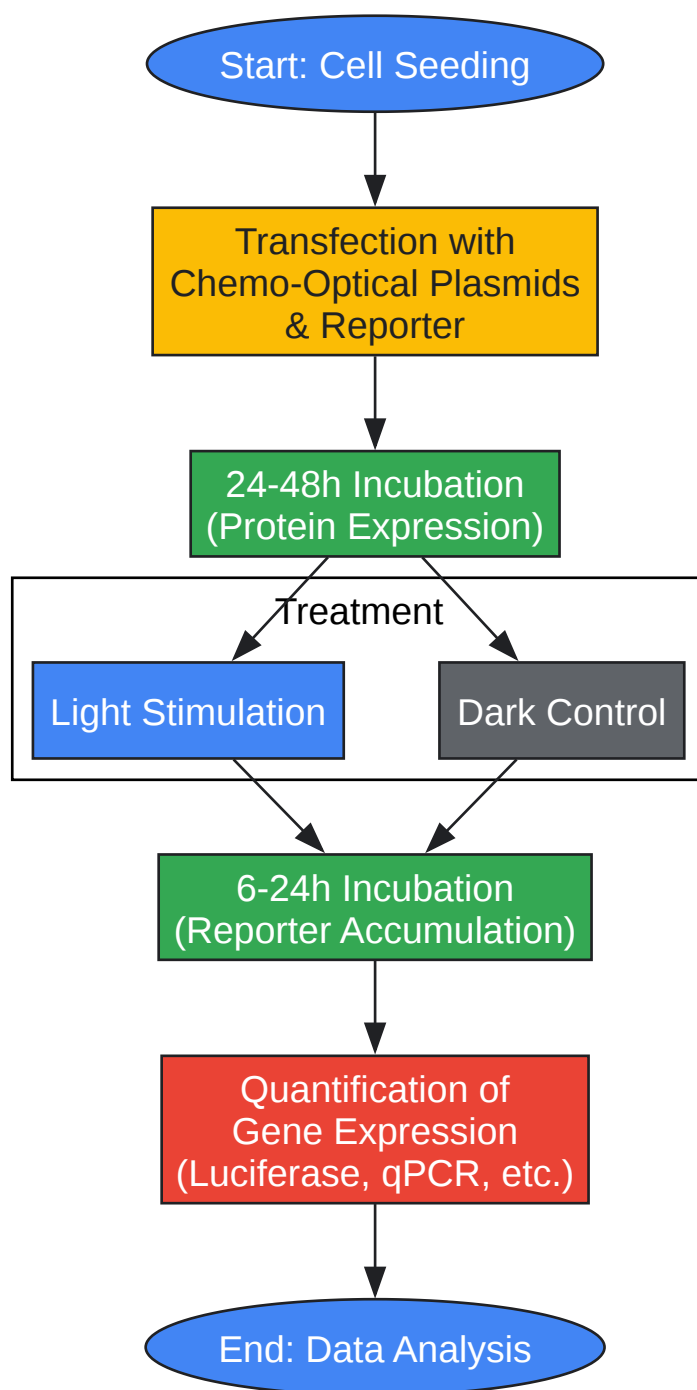 Start: Cell Seeding
Transfection with
Chemo-Optical Plasmids
& Reporter
24-48h Incubation
(Protein Expression)
Treatment
Light Stimulation
Dark Control
6-24h Incubation
(Reporter Accumulation)
Quantification of
Gene Expression
(Luciferase, qPCR, etc.)
End: Data Analysis